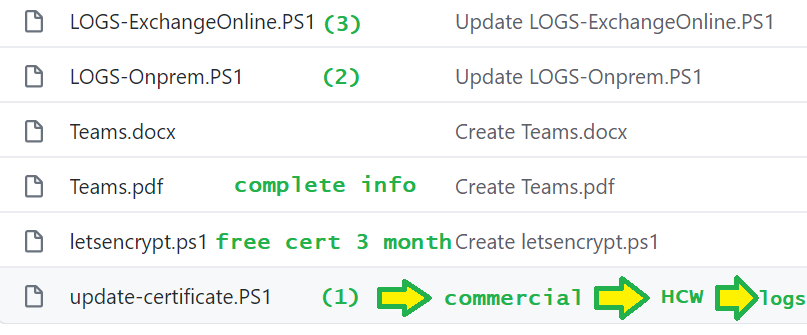 LOGS-ExchangeOnline.PS1 (3) Update LOGS-ExchangeOnline.PS1
LOGS-Onprem.PS1 (2) Update LOGS-Onprem.PS1
Teams.docx Create Teams.docx
Teams.pdf complete info Create Teams.pdf
letsencrypt.ps1 free cert 3 month Create letsencrypt.ps1
update-certificate.PS1 (1) commercial HCW logs